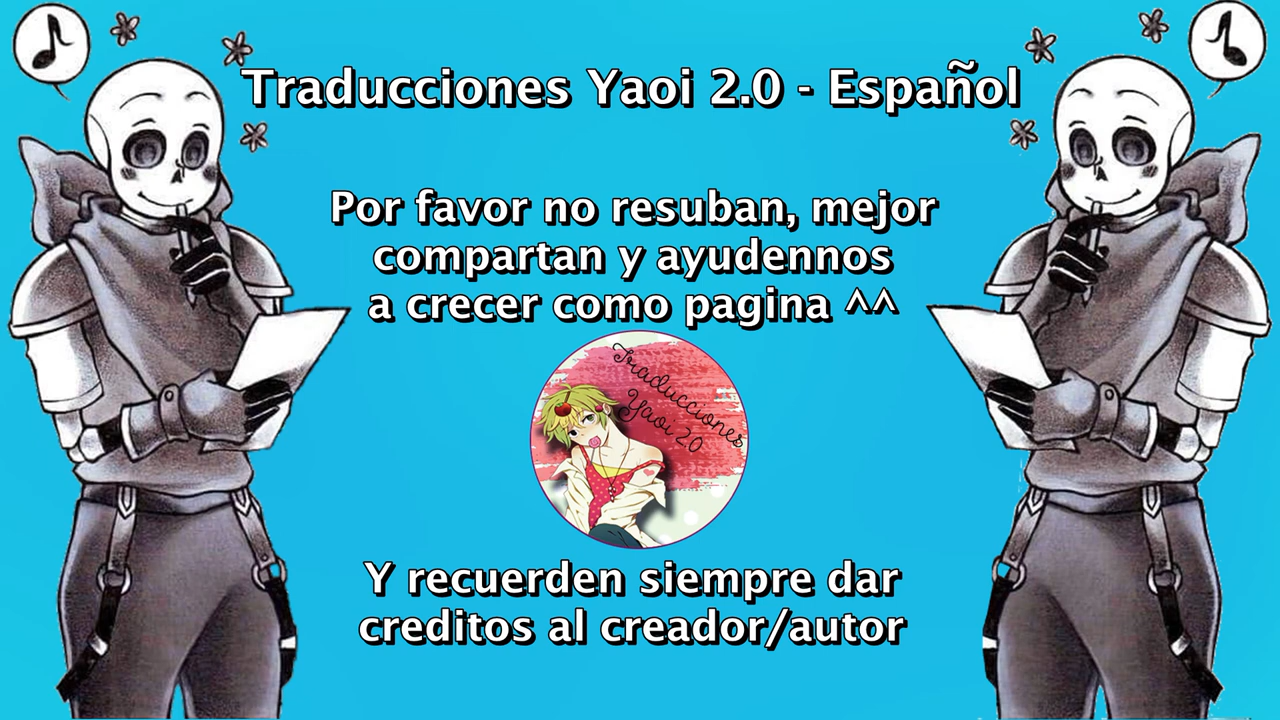 Traducciones Yaoi 2.0 - Español
Por favor no resuban, mejor
compartan y ayudennos
a crecer como pagina ^^
Traducciones
Yaoi 2.0
Y recuerden siempre dar
creditos al creador/autor